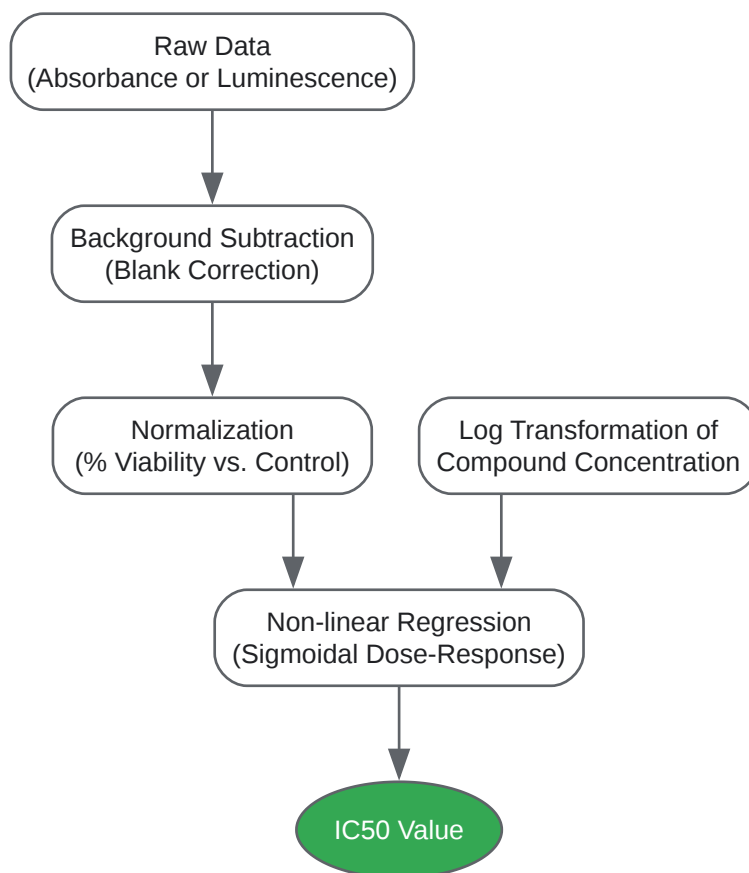 Raw Data
(Absorbance or Luminescence)
Background Subtraction
(Blank Correction)
Normalization
(% Viability vs. Control)
Log Transformation of
Compound Concentration
Non-linear Regression
(Sigmoidal Dose-Response)
IC50 Value